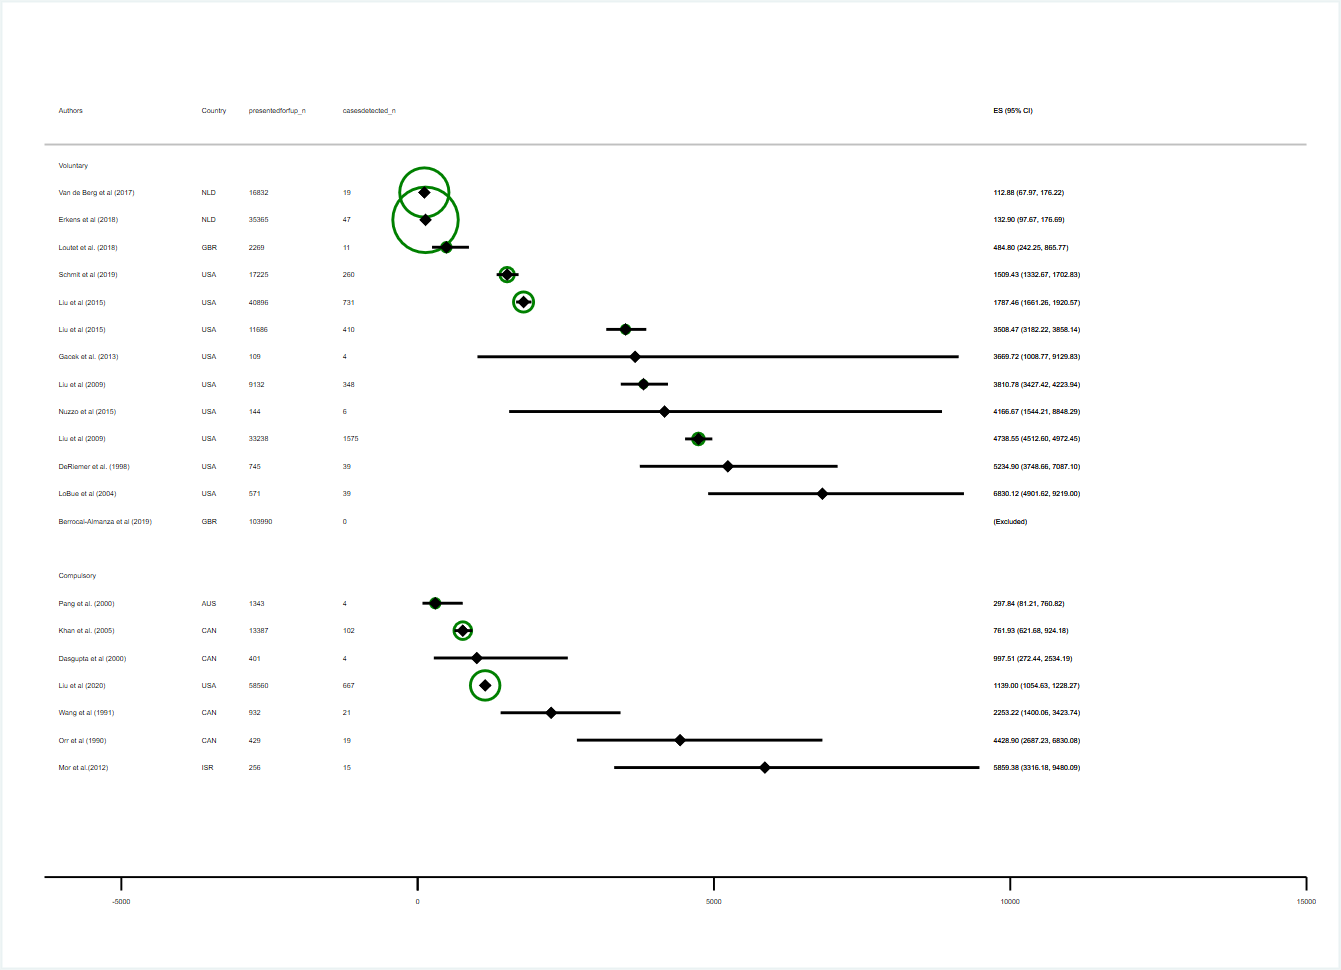 Authors Country presentedforfup_n casesdetected_n ES (95% CI)
Voluntary
Van de Berg et al (2017) NLD 16832 19 112.88 (67.97, 176.22)
Erkens et al (2018) NLD 35365 47 132.90 (97.67, 176.69)
Loutet et al. (2018) GBR 2269 11 484.80 (242.25, 865.77)
Schmit et al (2019) USA 17225 260 1509.43 (1332.67, 1702.83)
Liu et al (2015) USA 40896 731 1787.46 (1661.26, 1920.57)
Liu et al (2015) USA 11686 410 3508.47 (3182.22, 3858.14)
Gacek et al. (2013) USA 109 4 3669.72 (1008.77, 9129.83)
Liu et al (2009) USA 9132 348 3810.78 (3427.42, 4223.94)
Nuzzo et al (2015) USA 144 6 4166.67 (1544.21, 8848.29)
Liu et al (2009) USA 33238 1575 4738.55 (4512.60, 4972.45)
DeRiemer et al. (1998) USA 745 39 5234.90 (3748.66, 7087.10)
LoBue et al (2004) USA 571 39 6830.12 (4901.62, 9219.00)
Berrocal-Almanza et al (2019) GBR 103990 0 (Excluded)
Compulsory
Pang et al. (2000) AUS 1343 4 297.84 (81.21, 760.82)
Khan et al. (2005) CAN 13387 102 761.93 (621.68, 924.18)
Dasgupta et al (2000) CAN 401 4 997.51 (272.44, 2534.19)
Liu et al (2020) USA 58560 667 1139.00 (1054.63, 1228.27)
Wang et al (1991) CAN 932 21 2253.22 (1400.06, 3423.74)
Orr et al (1990) CAN 429 19 4428.90 (2687.23, 6830.08)
Mor et al.(2012) ISR 256 15 5859.38 (3316.18, 9480.09)
-5000 0 5000 10000 15000